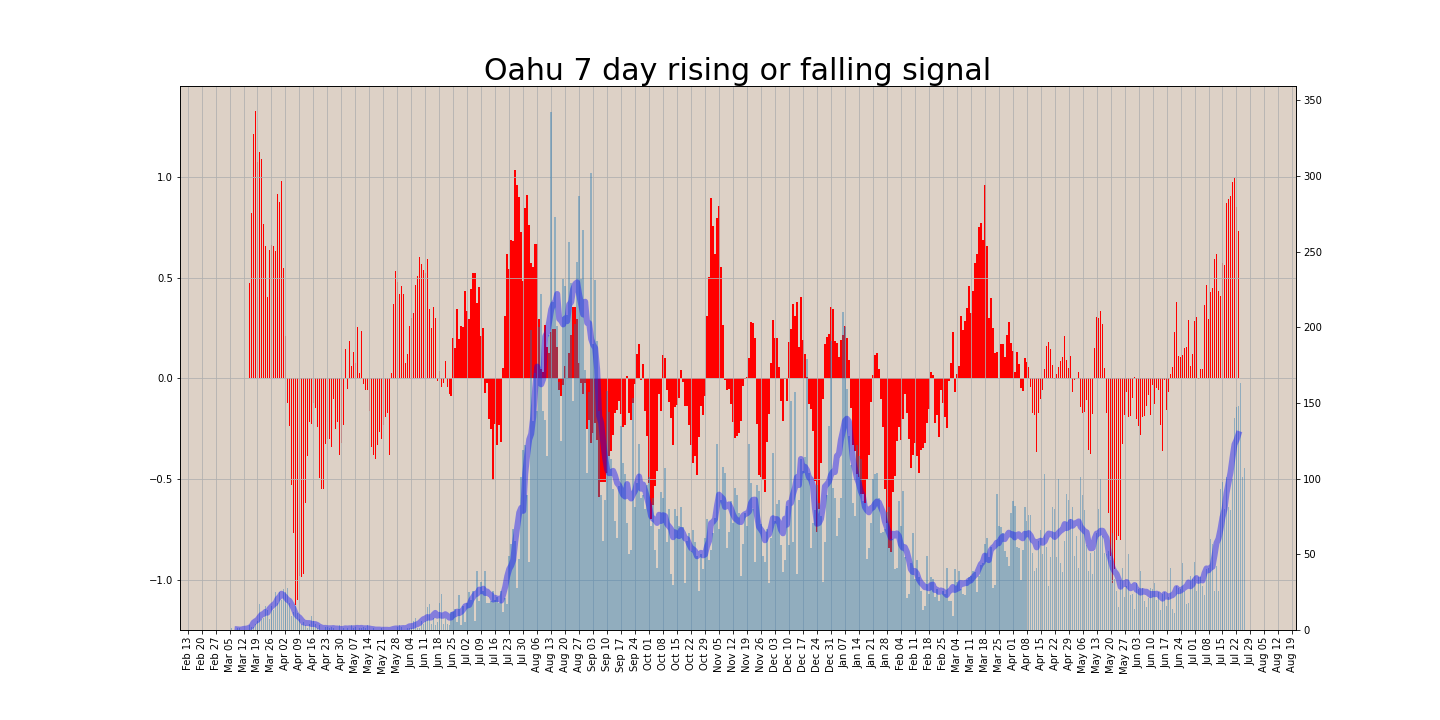 Oahu 7 day rising or falling signal
1.0
0.5
0.0
−0.5
−1.0
350
300
250
200
150
100
50
0
Feb 13
Feb 20
Feb 27
Mar 05
Mar 12
Mar 19
Mar 26
Apr 02
Apr 09
Apr 16
Apr 23
Apr 30
May 07
May 14
May 21
May 28
Jun 04
Jun 11
Jun 18
Jun 25
Jul 02
Jul 09
Jul 16
Jul 23
Jul 30
Aug 06
Aug 13
Aug 20
Aug 27
Sep 03
Sep 10
Sep 17
Sep 24
Oct 01
Oct 08
Oct 15
Oct 22
Oct 29
Nov 05
Nov 12
Nov 19
Nov 26
Dec 03
Dec 10
Dec 17
Dec 24
Dec 31
Jan 07
Jan 14
Jan 21
Jan 28
Feb 04
Feb 11
Feb 18
Feb 25
Mar 04
Mar 11
Mar 18
Mar 25
Apr 01
Apr 08
Apr 15
Apr 22
Apr 29
May 06
May 13
May 20
May 27
Jun 03
Jun 10
Jun 17
Jun 24
Jul 01
Jul 08
Jul 15
Jul 22
Jul 29
Aug 05
Aug 12
Aug 19